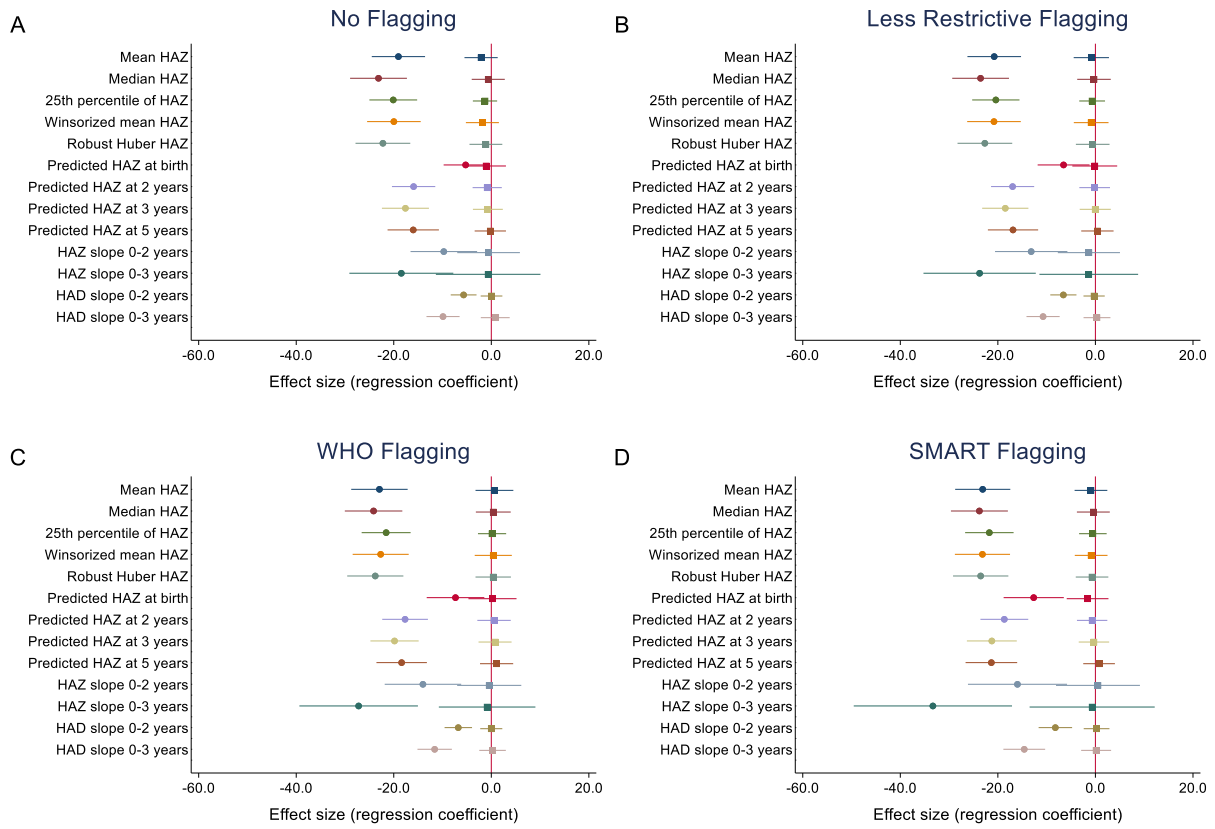 A
No Flagging
Mean HAZ
Median HAZ
25th percentile of HAZ
Winsorized mean HAZ
Robust Huber HAZ
Predicted HAZ at birth
Predicted HAZ at 2 years
Predicted HAZ at 3 years
Predicted HAZ at 5 years
HAZ slope 0-2 years
HAZ slope 0-3 years
HAD slope 0-2 years
HAD slope 0-3 years
-60.0 -40.0 -20.0 0.0 20.0
Effect size (regression coefficient)
B
Less Restrictive Flagging
Mean HAZ
Median HAZ
25th percentile of HAZ
Winsorized mean HAZ
Robust Huber HAZ
Predicted HAZ at birth
Predicted HAZ at 2 years
Predicted HAZ at 3 years
Predicted HAZ at 5 years
HAZ slope 0-2 years
HAZ slope 0-3 years
HAD slope 0-2 years
HAD slope 0-3 years
-60.0 -40.0 -20.0 0.0 20.0
Effect size (regression coefficient)
C
WHO Flagging
Mean HAZ
Median HAZ
25th percentile of HAZ
Winsorized mean HAZ
Robust Huber HAZ
Predicted HAZ at birth
Predicted HAZ at 2 years
Predicted HAZ at 3 years
Predicted HAZ at 5 years
HAZ slope 0-2 years
HAZ slope 0-3 years
HAD slope 0-2 years
HAD slope 0-3 years
-60.0 -40.0 -20.0 0.0 20.0
Effect size (regression coefficient)
D
SMART Flagging
Mean HAZ
Median HAZ
25th percentile of HAZ
Winsorized mean HAZ
Robust Huber HAZ
Predicted HAZ at birth
Predicted HAZ at 2 years
Predicted HAZ at 3 years
Predicted HAZ at 5 years
HAZ slope 0-2 years
HAZ slope 0-3 years
HAD slope 0-2 years
HAD slope 0-3 years
-60.0 -40.0 -20.0 0.0 20.0
Effect size (regression coefficient)